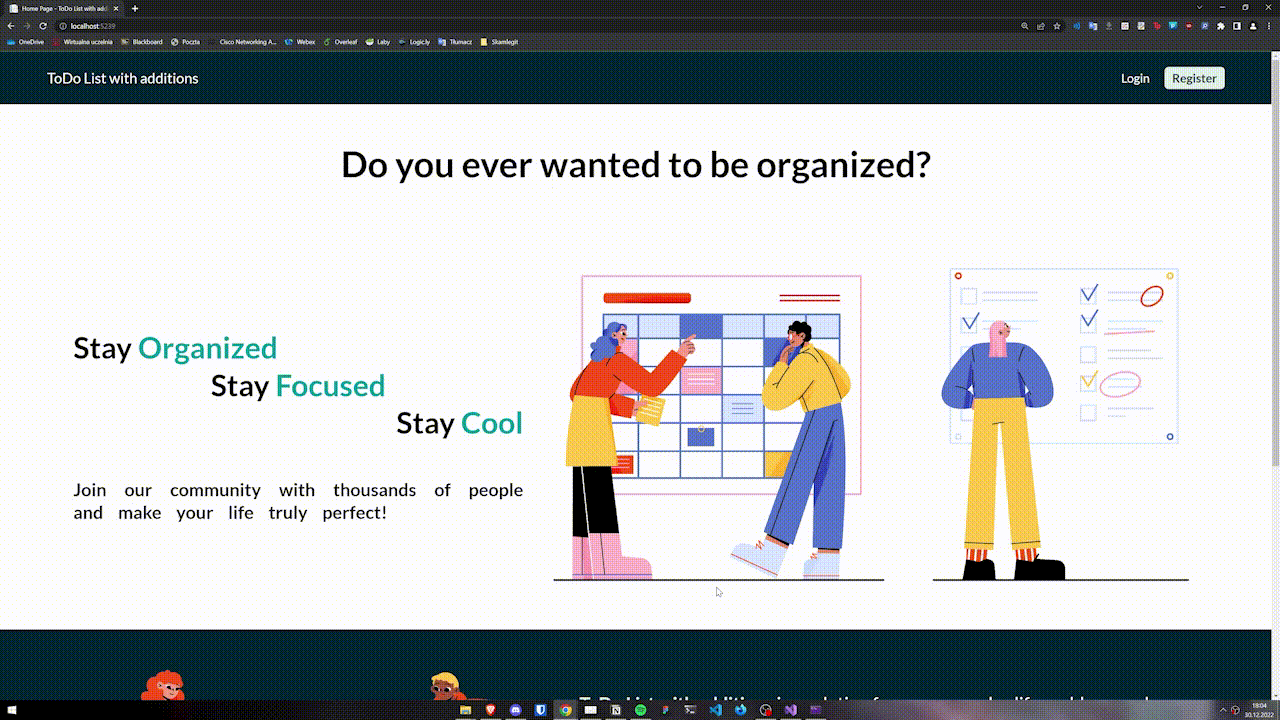 Home Page - ToDo List with add
localhost:5239
OneDrive
Wirtualna uczelnia
Blackboard
Poczta
Cisco Networking A...
Webex
Overleaf
Laby
Logic.ly
Tłumacz
Skamlegit
ToDo List with additions
Login
Register
Do you ever wanted to be organized?
Stay Organized
Stay Focused
Stay Cool
Join our community with thousands of people
and make your life truly perfect!
18:04
30.12.2022